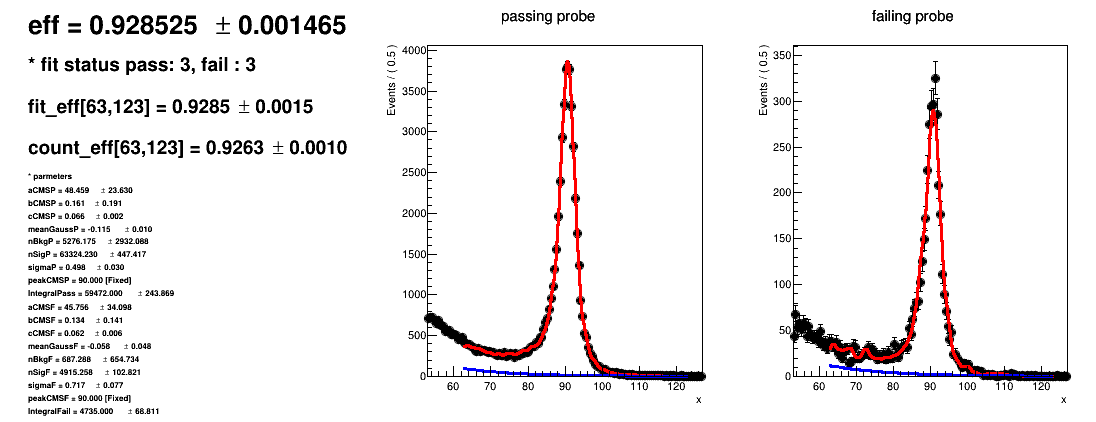 eff = 0.928525 ± 0.001465
* fit status pass: 3, fail : 3
fit_eff[63,123] = 0.9285 ± 0.0015
count_eff[63,123] = 0.9263 ± 0.0010
* parmeters
aCMSP = 48.459 ± 23.630
bCMSP = 0.161 ± 0.191
cCMSP = 0.066 ± 0.002
meanGaussP = -0.115 ± 0.010
nBkgP = 5276.175 ± 2932.088
nSigP = 63324.230 ± 447.417
sigmaP = 0.498 ± 0.030
peakCMSP = 90.000 [Fixed]
IntegralPass = 59472.000 ± 243.869
aCMSF = 45.756 ± 34.098
bCMSF = 0.134 ± 0.141
cCMSF = 0.062 ± 0.006
meanGaussF = -0.058 ± 0.048
nBkgF = 687.288 ± 654.734
nSigF = 4915.258 ± 102.821
sigmaF = 0.717 ± 0.077
peakCMSF = 90.000 [Fixed]
IntegralFail = 4735.000 ± 68.811
passing probe
Events / ( 0.5 )
4000
3500
3000
2500
2000
1500
1000
500
0
60 70 80 90 100 110 120
x
failing probe
Events / ( 0.5 )
350
300
250
200
150
100
50
0
60 70 80 90 100 110 120
x